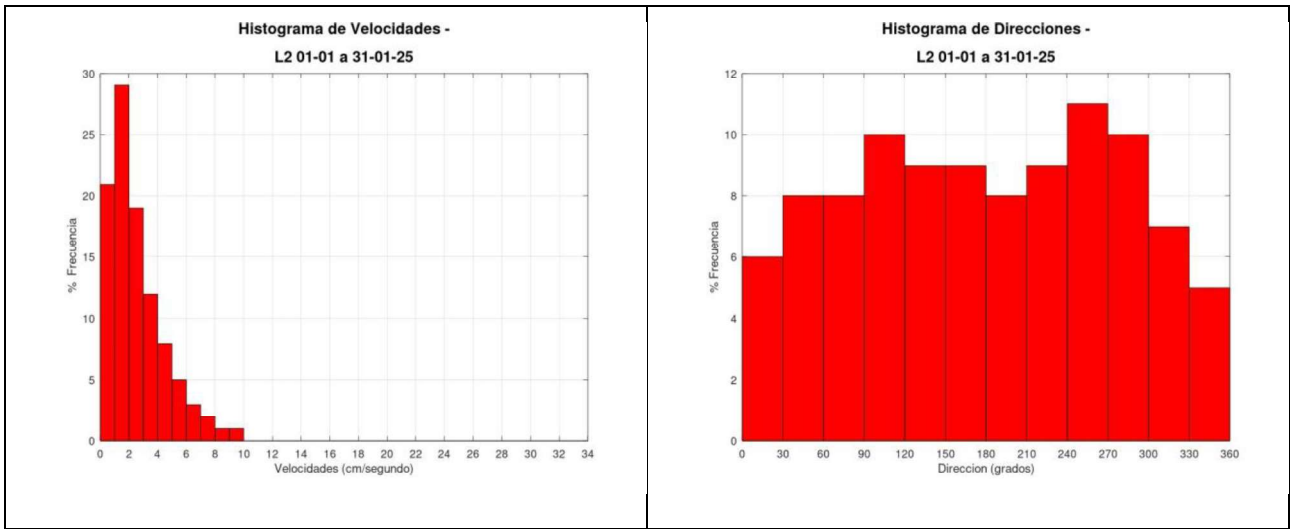 Histograma de Velocidades -
L2 01-01 a 31-01-25
30
25
20
15
10
5
0
% Frecuencia
0 2 4 6 8 10 12 14 16 18 20 22 24 26 28 30 32 34
Velocidades (cm/segundo)
Histograma de Direcciones -
L2 01-01 a 31-01-25
12
10
8
6
4
2
0
% Frecuencia
0 30 60 90 120 150 180 210 240 270 300 330 360
Direccion (grados)